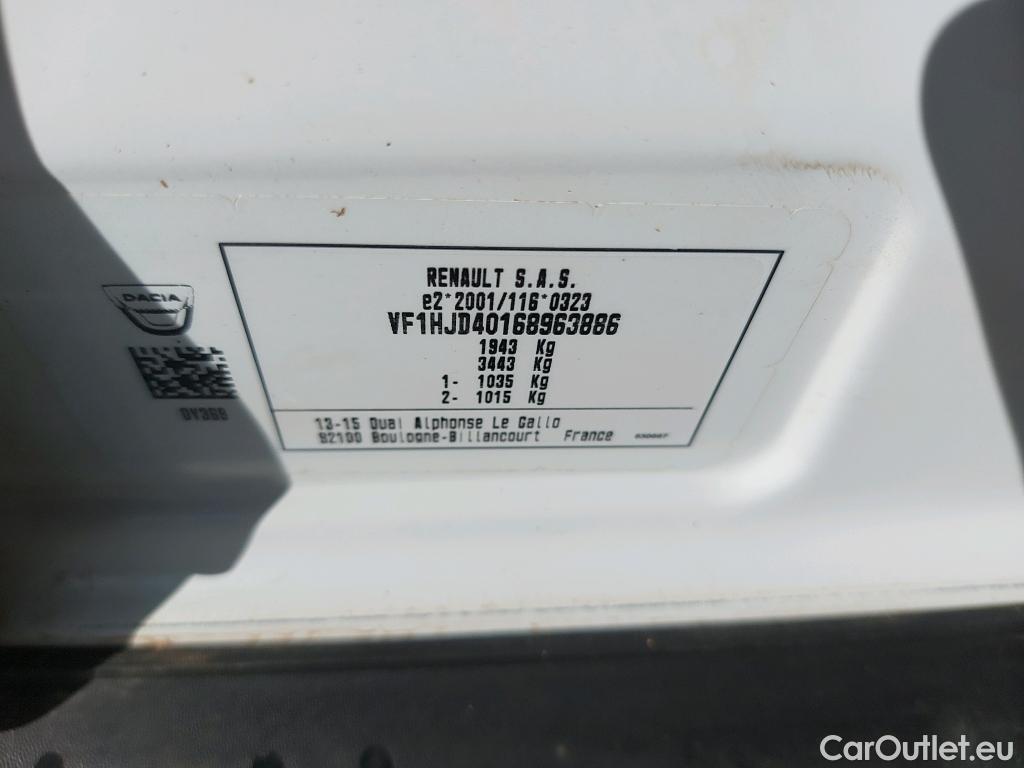 RENAULT S.A.S.
e2*2001/116*0323
VF1HJD40168963886
1943 Kg
3443 Kg
1- 1035 Kg
2- 1015 Kg
DACIA
DY368
13-15 Quai Alphonse Le Gallo
92100 Boulogne-Billancourt France
CarOutlet.eu